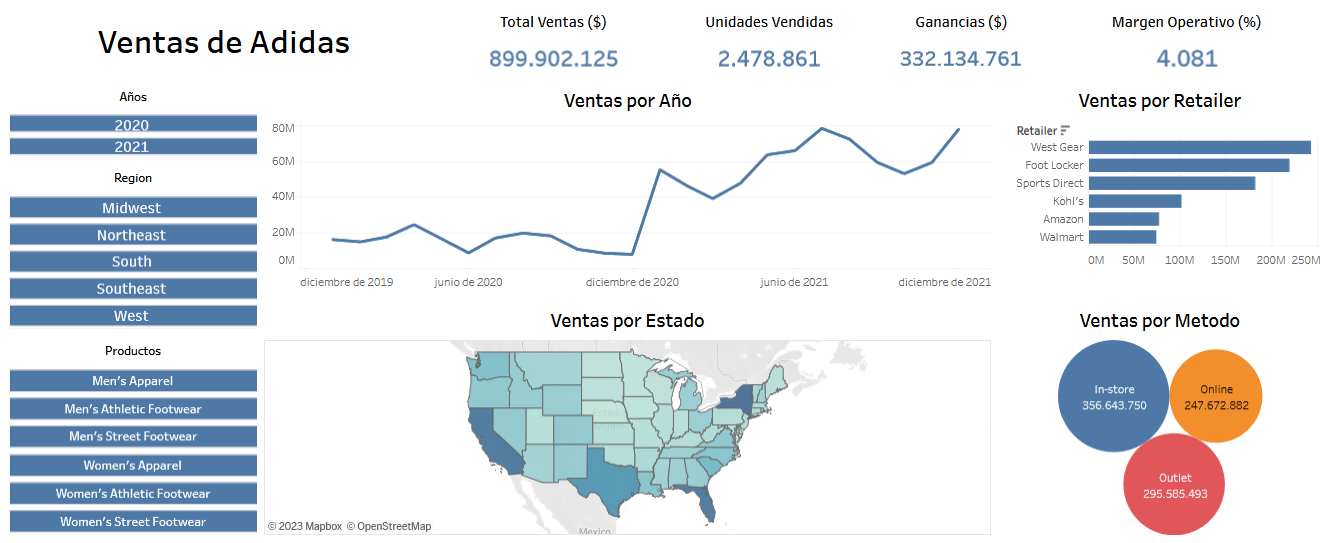 Ventas de Adidas
Total Ventas ($)
899.902.125
Unidades Vendidas
2.478.861
Ganancias ($)
332.134.761
Margen Operativo (%)
4.081
Años
2020
2021
Region
Midwest
Northeast
South
Southeast
West
Productos
Men's Apparel
Men's Athletic Footwear
Men's Street Footwear
Women's Apparel
Women's Athletic Footwear
Women's Street Footwear
Ventas por Año
80M
60M
40M
20M
0M
diciembre de 2019
junio de 2020
diciembre de 2020
junio de 2021
diciembre de 2021
Ventas por Retailer
Retailer
West Gear
Foot Locker
Sports Direct
Kohl's
Amazon
Walmart
0M
50M
100M
150M
200M
250M
Ventas por Estado
Mexico
© 2023 Mapbox © OpenStreetMap
Ventas por Metodo
In-store
356.643.750
Online
247.672.882
Outlet
295.585.493